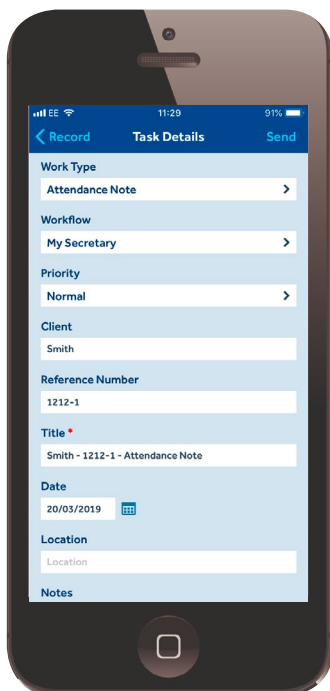 EE 11:29 91%
Record Task Details Send
Work Type
Attendance Note
Workflow
My Secretary
Priority
Normal
Client
Smith
Reference Number
1212-1
Title *
Smith - 1212-1 - Attendance Note
Date
20/03/2019
Location
Location
Notes